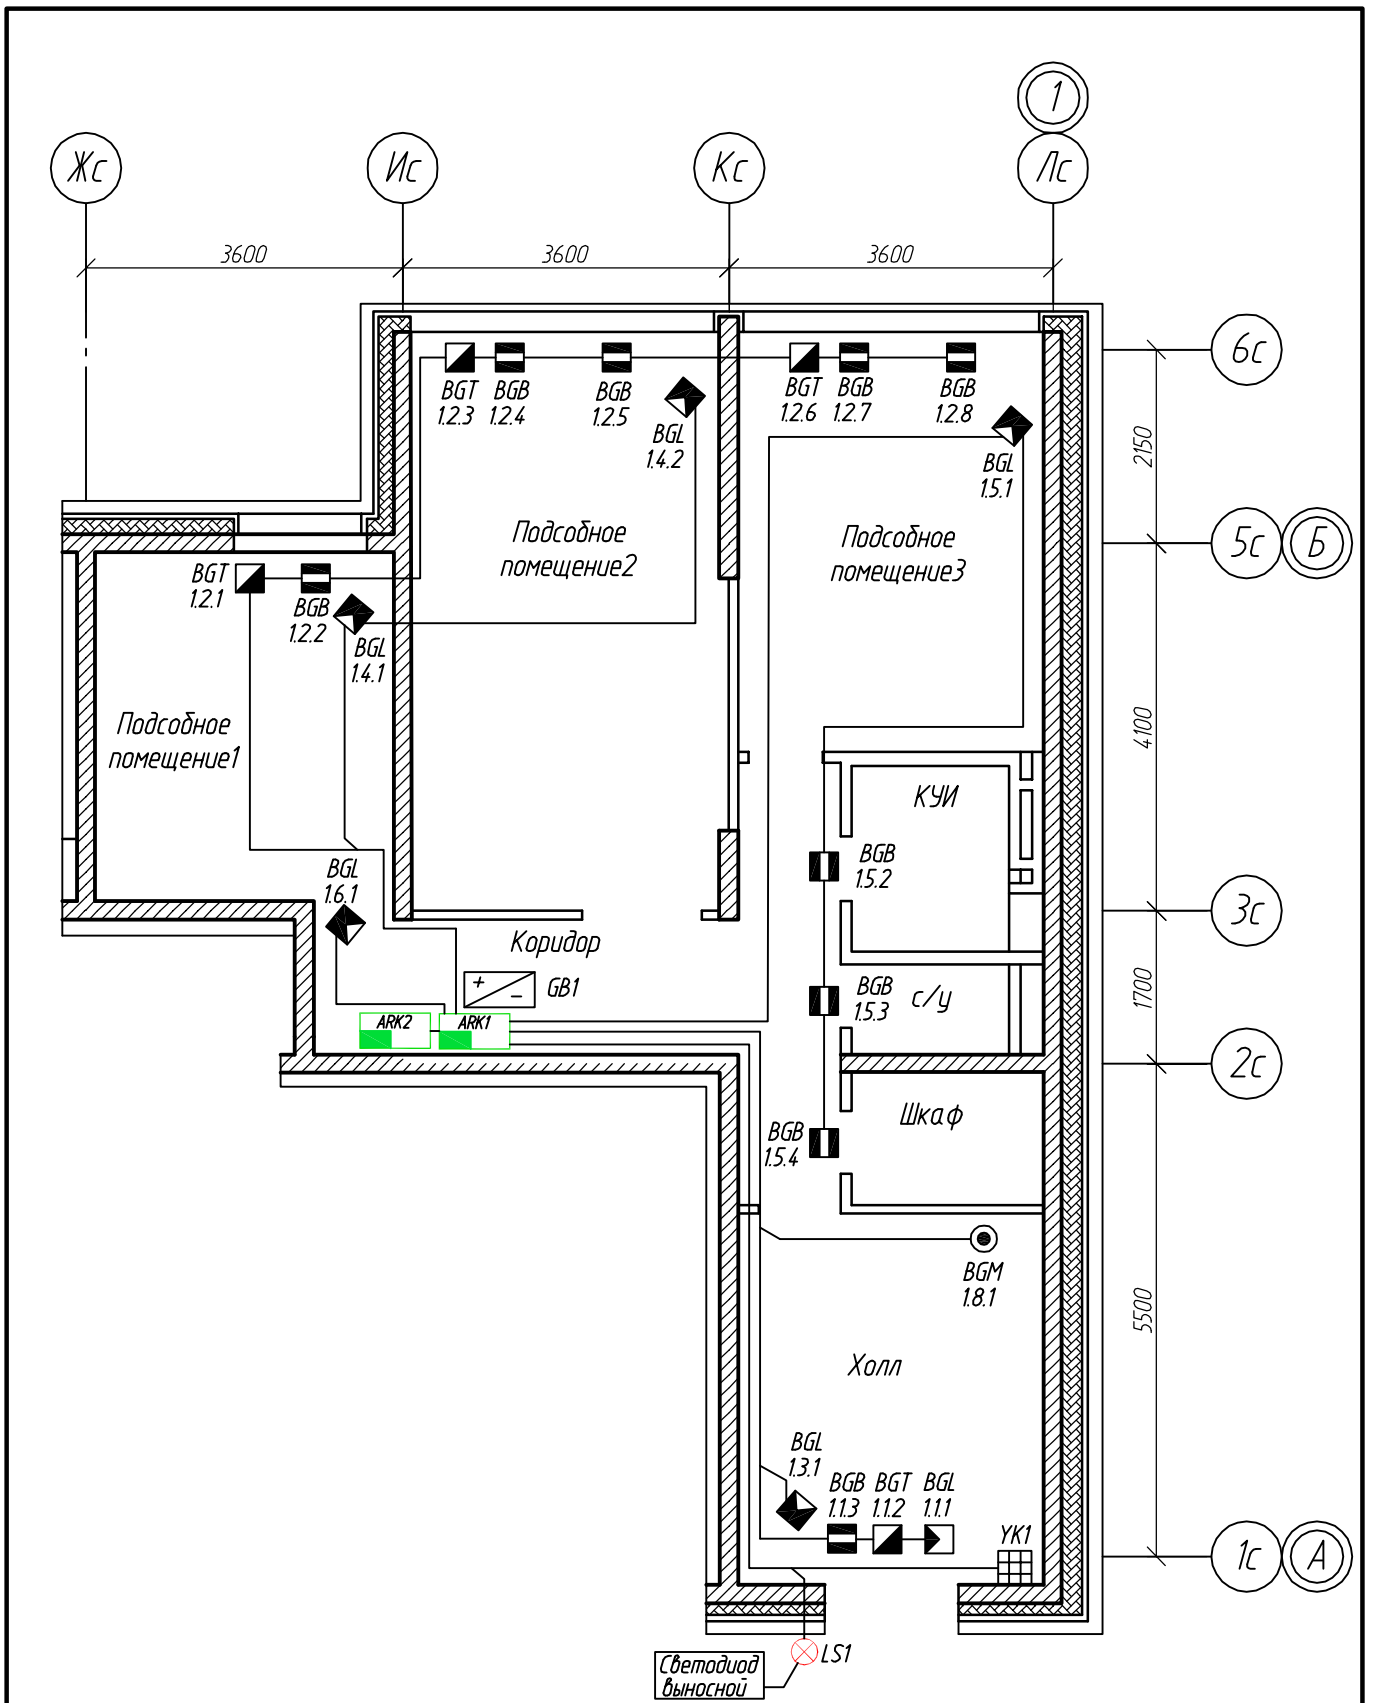 1
Жс
Ис
Кс
Лс
3600
3600
3600
6с
BGT
1.2.3
BGB
1.2.4
BGB
1.2.5
BGL
1.4.2
BGT
1.2.6
BGB
1.2.7
BGB
1.2.8
BGL
1.5.1
2150
5с
Б
BGT
1.2.1
BGB
1.2.2
BGL
1.4.1
Подсобное
помещение2
Подсобное
помещение3
Подсобное
помещение1
4100
КУИ
BGB
1.5.2
BGL
1.6.1
3с
Коридор
GB1
+
–
ARK2
ARK1
BGB
1.5.3
с/у
1700
2с
Шкаф
BGB
1.5.4
BGM
1.8.1
5500
Холл
BGL
1.3.1
BGB
1.1.3
BGT
1.1.2
BGL
1.1.1
YK1
1с
А
LS1
Светодиод
выносной